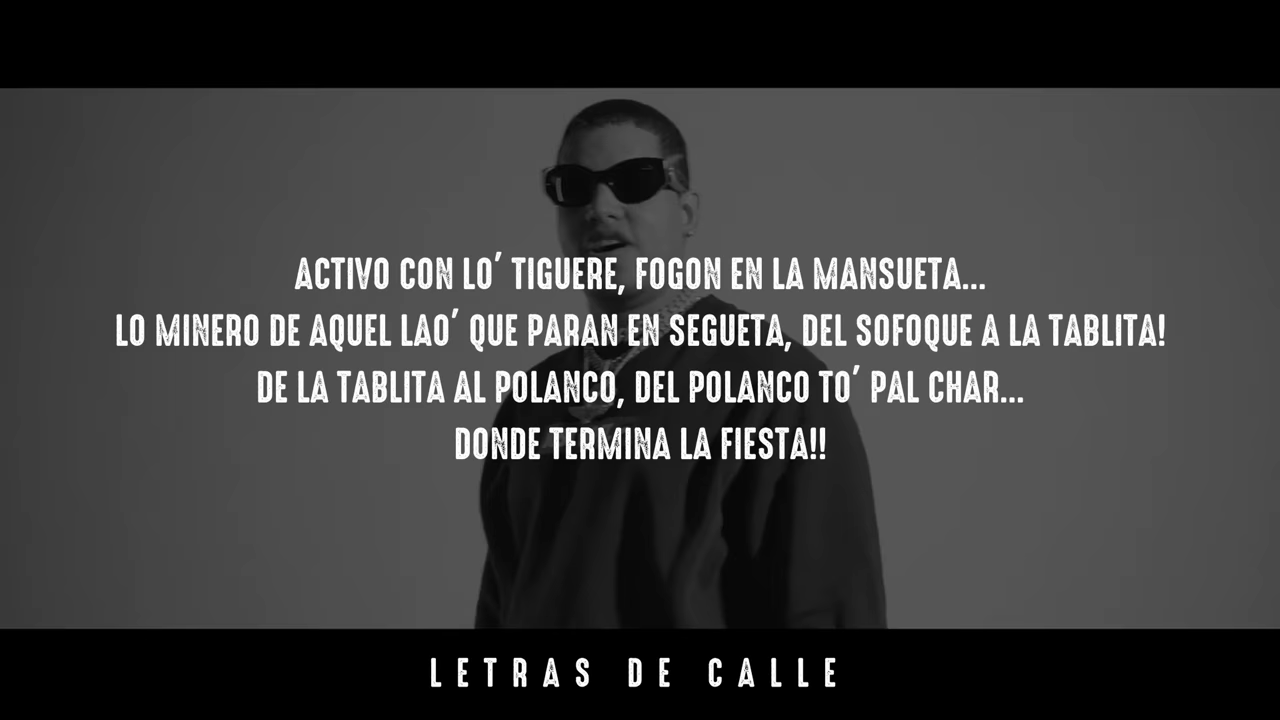 ACTIVO CON LO' TIGUERE, FOGON EN LA MANSUETA...
LO MINERO DE AQUEL LAO' QUE PARAN EN SEGUETA, DEL SOFOQUE A LA TABLITA!
DE LA TABLITA AL POLANCO, DEL POLANCO TO' PAL CHAR...
DONDE TERMINA LA FIESTA!!
LETRAS DE CALLE